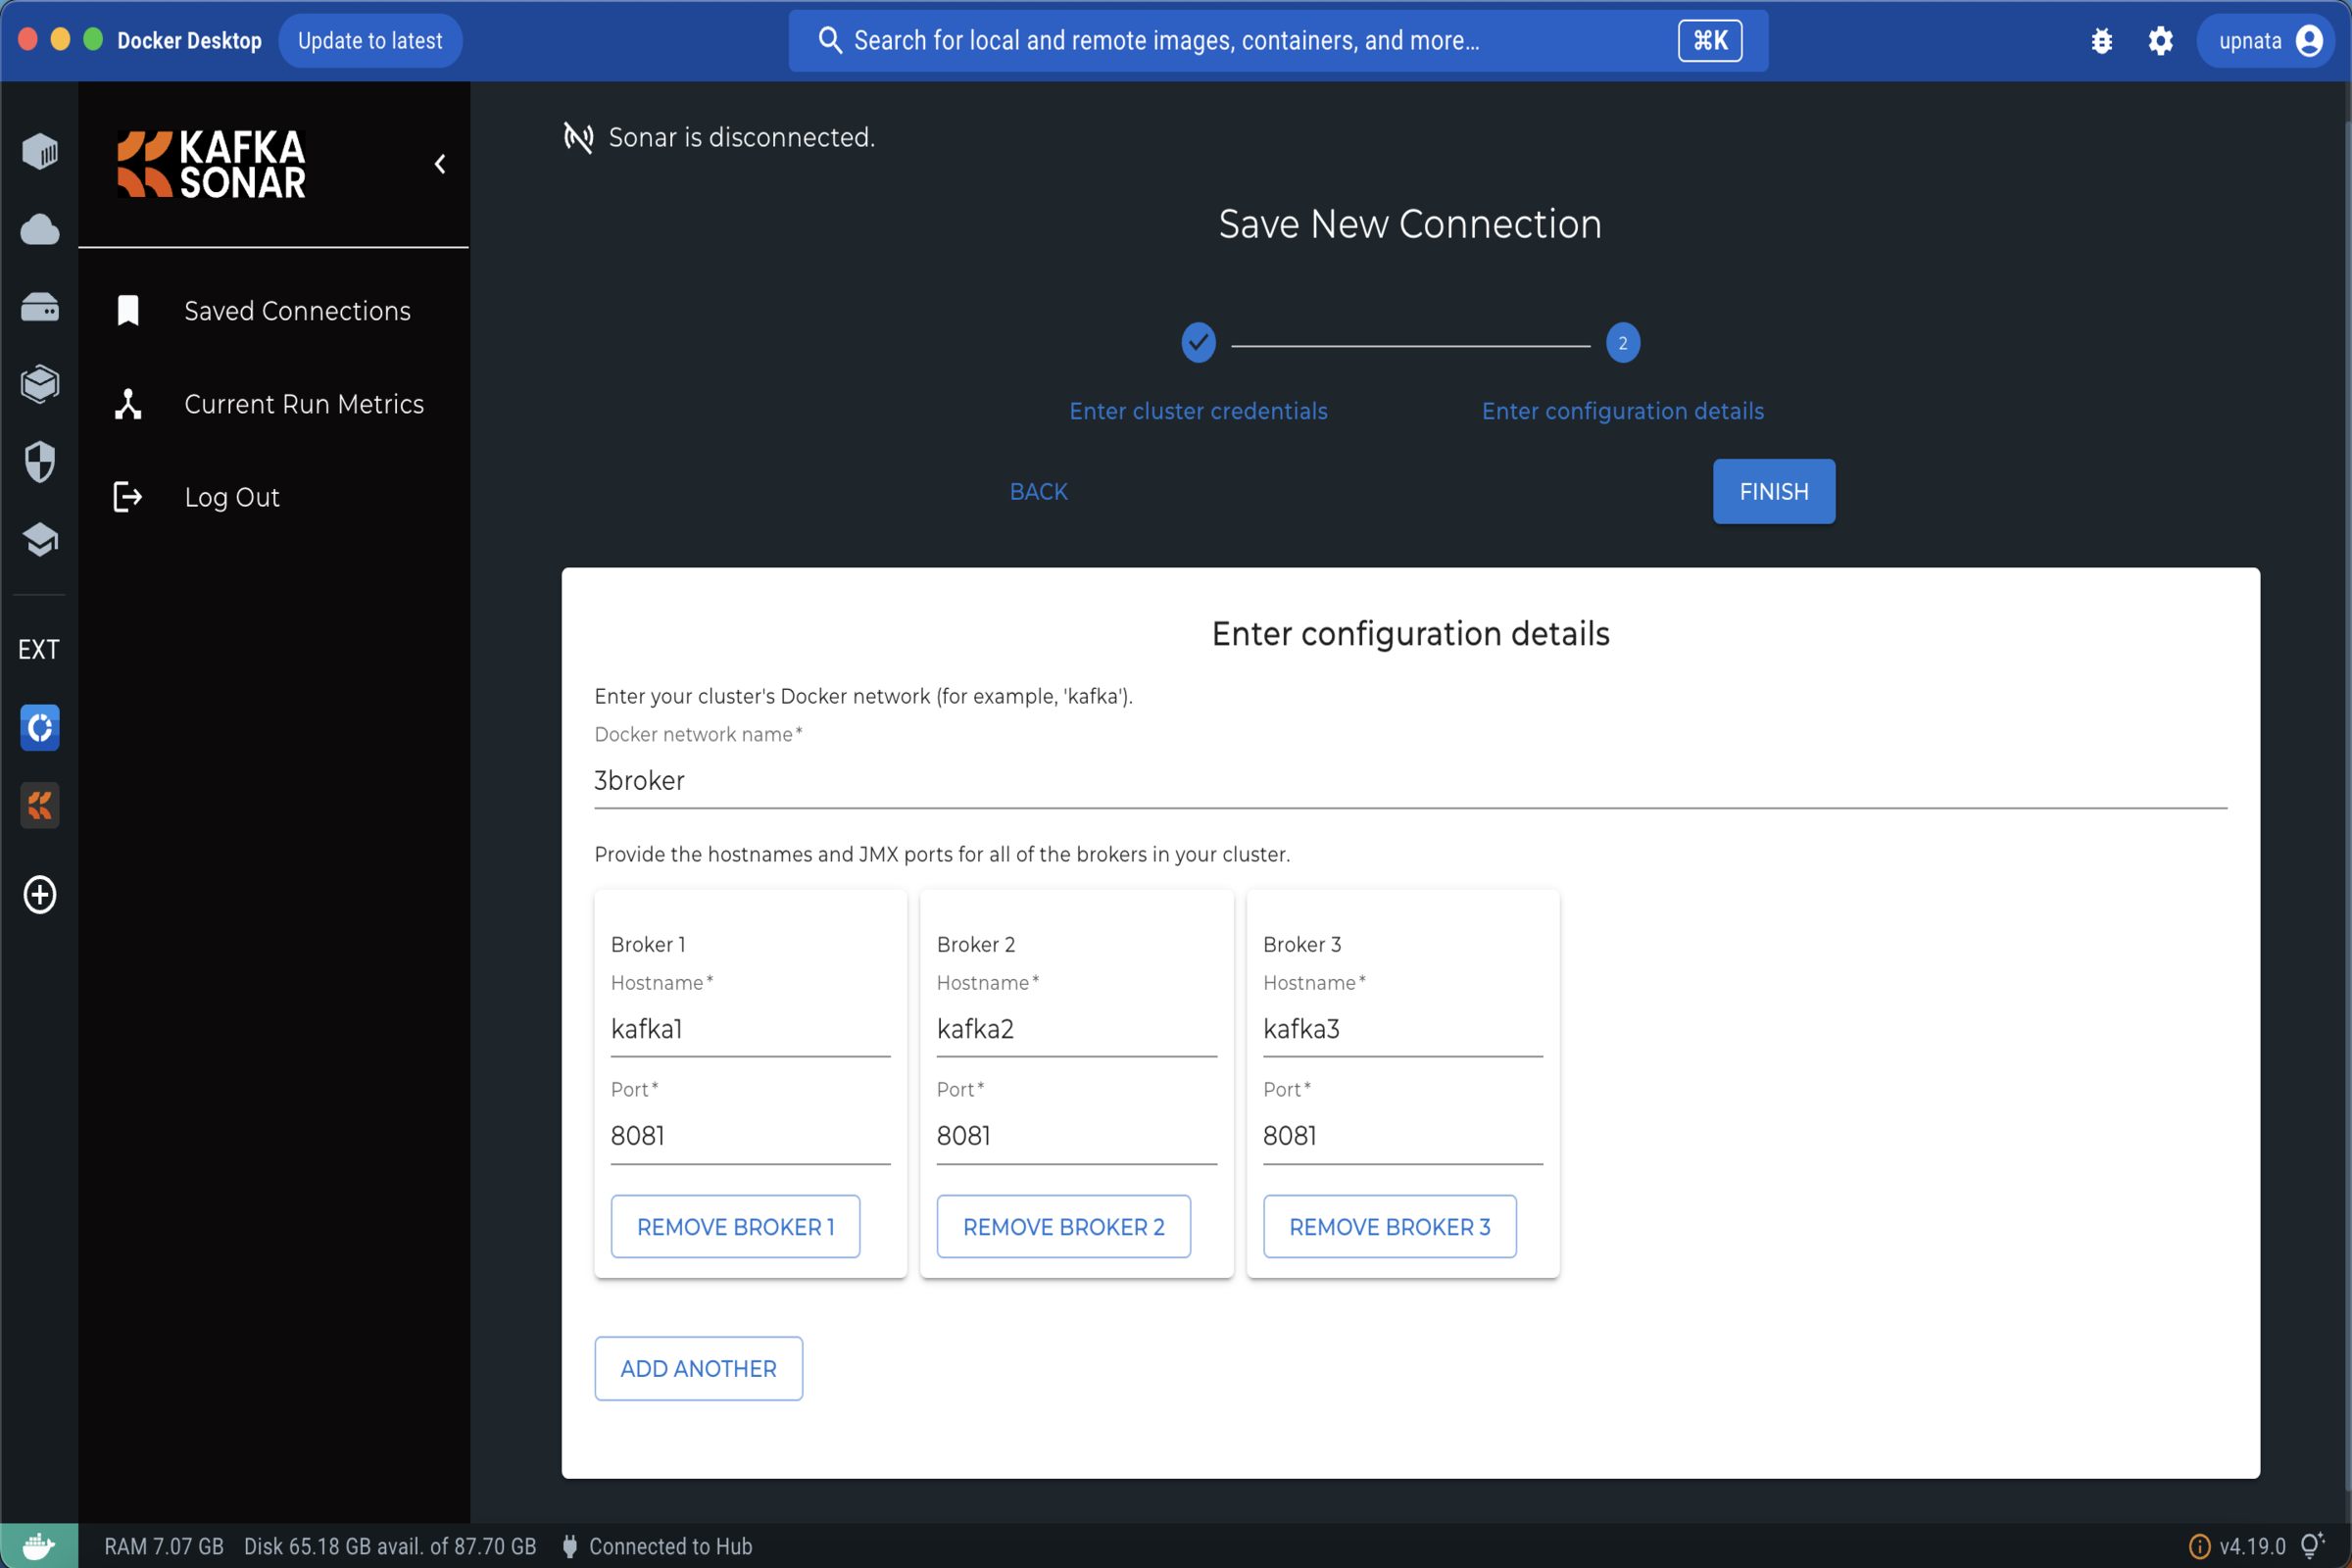 Docker Desktop
Update to latest
Search for local and remote images, containers, and more...
⌘K
upnata
KAFKA
SONAR
Saved Connections
Current Run Metrics
Log Out
EXT
Sonar is disconnected.
Save New Connection
2
Enter cluster credentials
Enter configuration details
BACK
FINISH
Enter configuration details
Enter your cluster's Docker network (for example, 'kafka').
Docker network name*
3broker
Provide the hostnames and JMX ports for all of the brokers in your cluster.
Broker 1
Hostname*
kafka1
Port*
8081
REMOVE BROKER 1
Broker 2
Hostname*
kafka2
Port*
8081
REMOVE BROKER 2
Broker 3
Hostname*
kafka3
Port*
8081
REMOVE BROKER 3
ADD ANOTHER
RAM 7.07 GB
Disk 65.18 GB avail. of 87.70 GB
Connected to Hub
v4.19.0